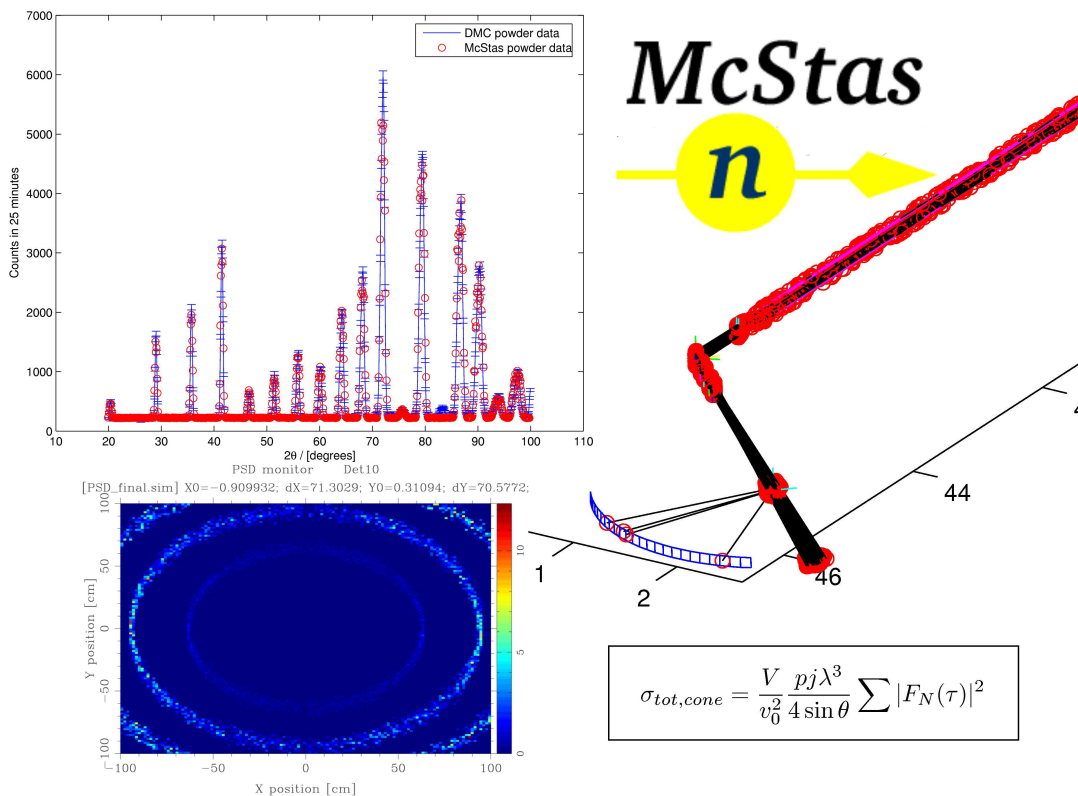 7000
6000
5000
4000
3000
2000
1000
0
Counts in 25 minutes
DMC powder data
McStas powder data
10 20 30 40 50 60 70 80 90 100 110
2θ / [degrees]
McStas
n
44
46
1
2
PSD monitor Det10
[PSD_final.sim] X0=−0.909932; dX=71.3029; Y0=0.31094; dY=70.5772;
Y position [cm]
100
50
0
−50
−100
−100 −50 0 50 100
X position [cm]
10
5
0
σ_{tot,cone} = \frac{V}{v_0^2} \frac{pjλ^3}{4 \sin θ} \sum |F_N(τ)|^2